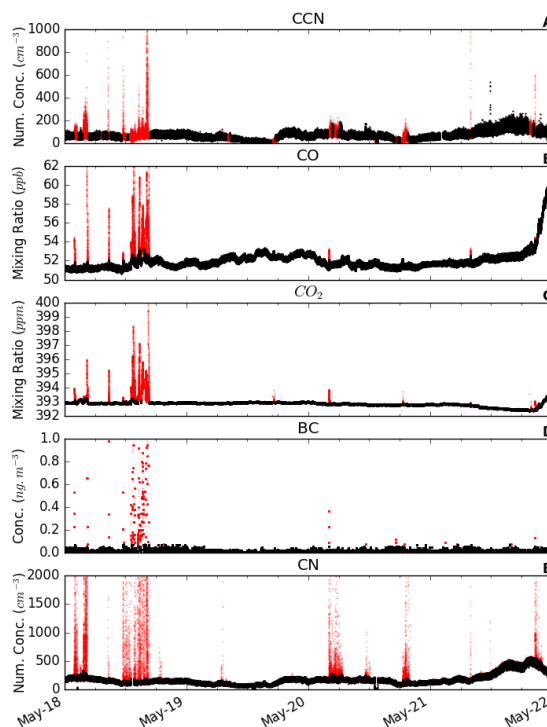 CCN
A
Num. Conc. (cm⁻³)
1000
800
600
400
200
0
CO
Mixing Ratio (ppb)
62
60
58
56
54
52
50
CO₂
Mixing Ratio (ppm)
400
399
398
397
396
395
394
393
392
BC
D
Conc. (ng.m⁻³)
1.0
0.8
0.6
0.4
0.2
0.0
CN
Num. Conc. (cm⁻³)
2000
1500
1000
500
0
May-18
May-19
May-20
May-21
May-22